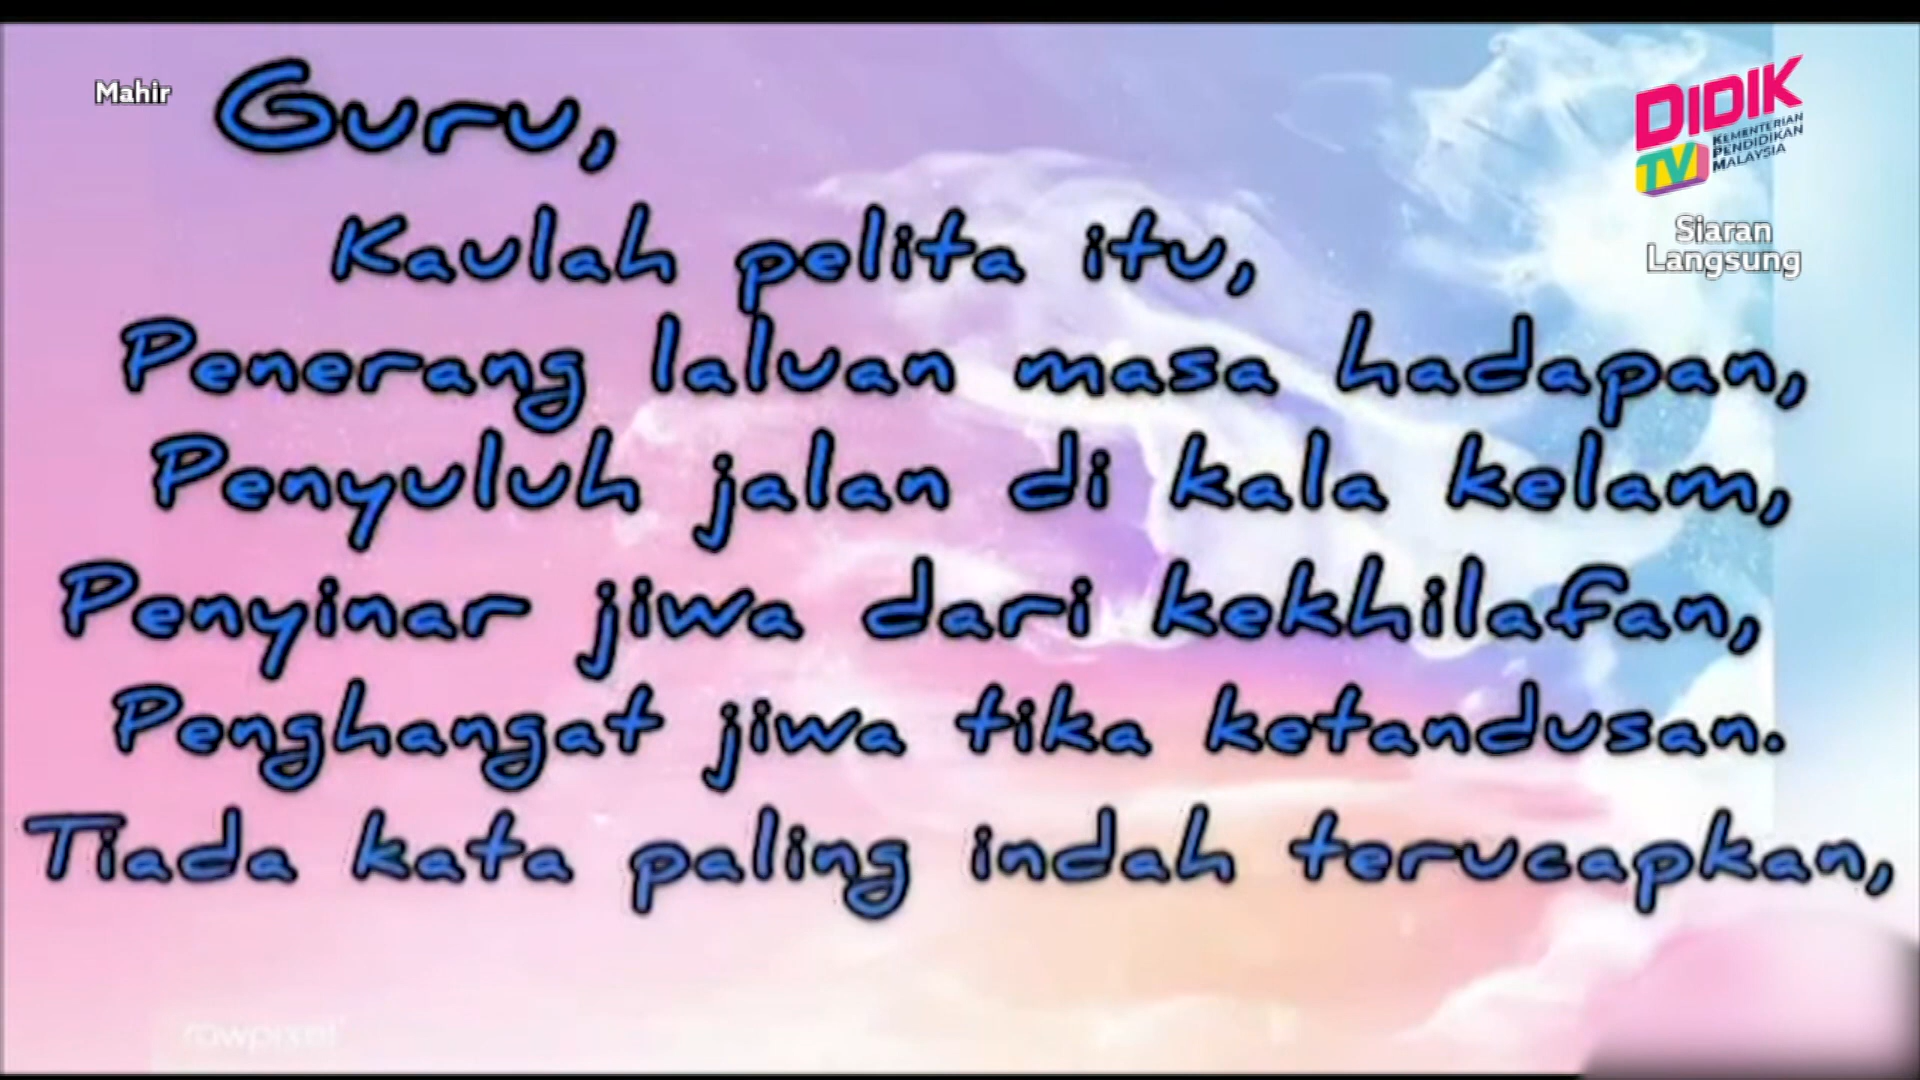 Mahir
Guru,
DIDIK
TV
KEMENTERIAN
PENDIDIKAN
MALAYSIA
Siaran
Langsung
Kaulah pelita itu,
Penerang laluan masa hadapan,
Penyuluh jalan di kala kelam,
Penyinar jiwa dari kekhilafan,
Penghangat jiwa tika ketandusan.
Tiada kata paling indah terucapkan,
rawpixel